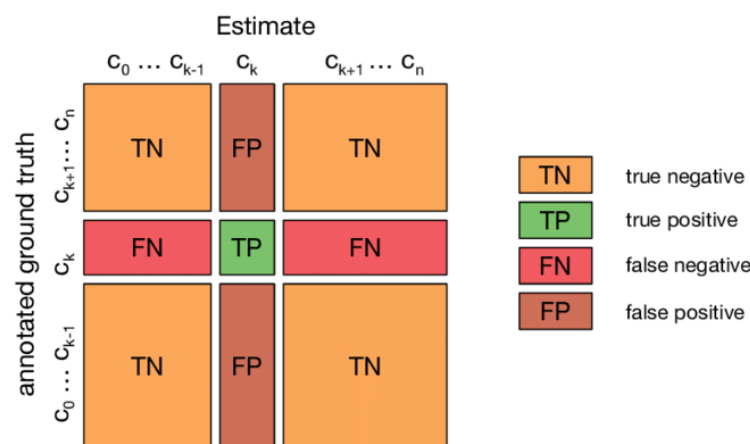 Estimate
c0 … ck-1 ck ck+1 … cn
annotated ground truth
ck+1 … cn
ck
c0 … ck-1
TN FP TN
FN TP FN
TN FP TN
TN true negative
TP true positive
FN false negative
FP false positive